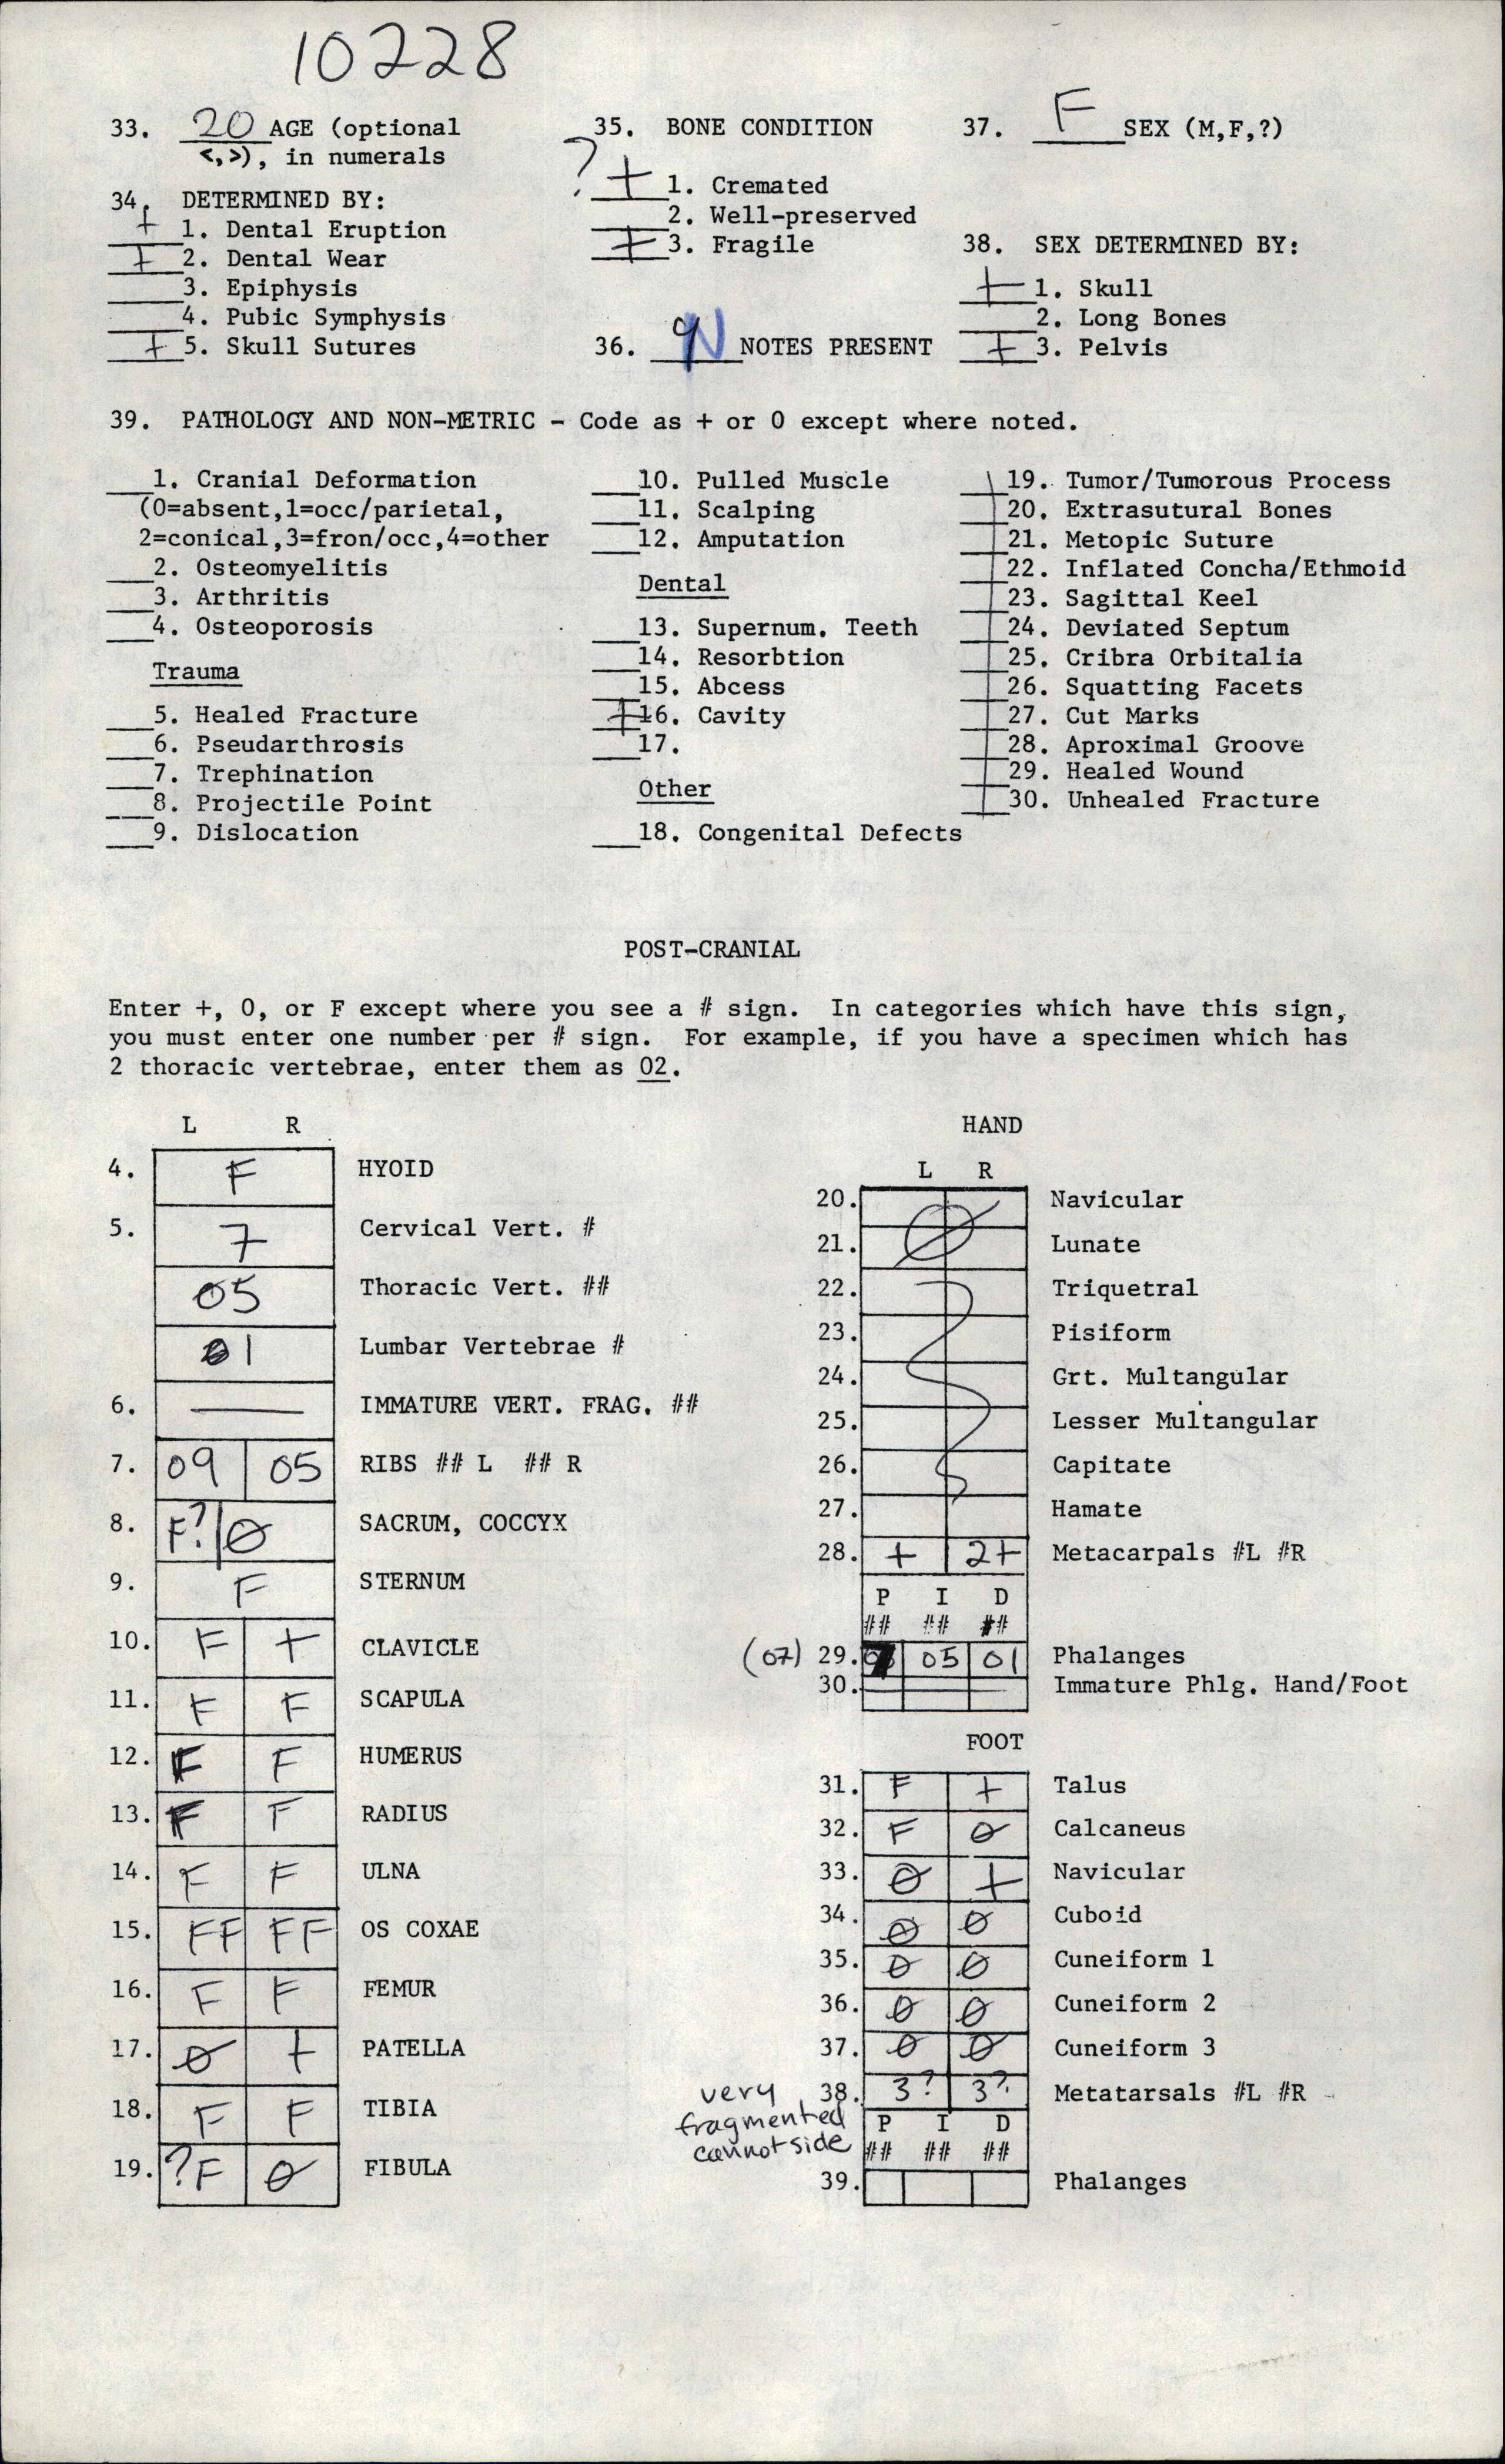 10228
33. 20 AGE (optional
<,>), in numerals
34. DETERMINED BY:
+ 1. Dental Eruption
+ 2. Dental Wear
3. Epiphysis
4. Pubic Symphysis
+ 5. Skull Sutures
35. BONE CONDITION
? + 1. Cremated
2. Well-preserved
+ 3. Fragile
36. N NOTES PRESENT
37. F SEX (M,F,?)
38. SEX DETERMINED BY:
+ 1. Skull
2. Long Bones
+ 3. Pelvis
39. PATHOLOGY AND NON-METRIC - Code as + or 0 except where noted.
1. Cranial Deformation
(0=absent,1=occ/parietal,
2=conical,3=fron/occ,4=other
2. Osteomyelitis
3. Arthritis
4. Osteoporosis
Trauma
5. Healed Fracture
6. Pseudarthrosis
7. Trephination
8. Projectile Point
9. Dislocation
10. Pulled Muscle
11. Scalping
12. Amputation
Dental
13. Supernum. Teeth
14. Resorbtion
15. Abcess
+ 16. Cavity
17.
Other
18. Congenital Defects
19. Tumor/Tumorous Process
20. Extrasutural Bones
21. Metopic Suture
22. Inflated Concha/Ethmoid
23. Sagittal Keel
24. Deviated Septum
25. Cribra Orbitalia
26. Squatting Facets
27. Cut Marks
28. Aproximal Groove
29. Healed Wound
30. Unhealed Fracture
POST-CRANIAL
Enter +, 0, or F except where you see a # sign. In categories which have this sign,
you must enter one number per # sign. For example, if you have a specimen which has
2 thoracic vertebrae, enter them as 02.
L R
4. F HYOID
5. 7 Cervical Vert. #
05 Thoracic Vert. ##
1 Lumbar Vertebrae #
6. — IMMATURE VERT. FRAG. ##
7. 09 05 RIBS ## L ## R
8. F? Ø SACRUM, COCCYX
9. F STERNUM
10. F + CLAVICLE
11. F F SCAPULA
12. F F HUMERUS
13. F F RADIUS
14. F F ULNA
15. FF FF OS COXAE
16. F F FEMUR
17. Ø + PATELLA
18. F F TIBIA
19. ?F Ø FIBULA
HAND
L R
20. Ø Navicular
21. Lunate
22. Triquetral
23. Pisiform
24. Grt. Multangular
25. Lesser Multangular
26. Capitate
27. Hamate
28. + 2+ Metacarpals #L #R
P I D
## ## ##
(07) 29. 05 01 Phalanges
30. — — Immature Phlg. Hand/Foot
FOOT
31. F + Talus
32. F Ø Calcaneus
33. Ø + Navicular
34. Ø Ø Cuboid
35. Ø Ø Cuneiform 1
36. Ø Ø Cuneiform 2
37. Ø Ø Cuneiform 3
38. 3? 3? Metatarsals #L #R
very
fragmented
cannot side
P I D
## ## ##
39. Phalanges